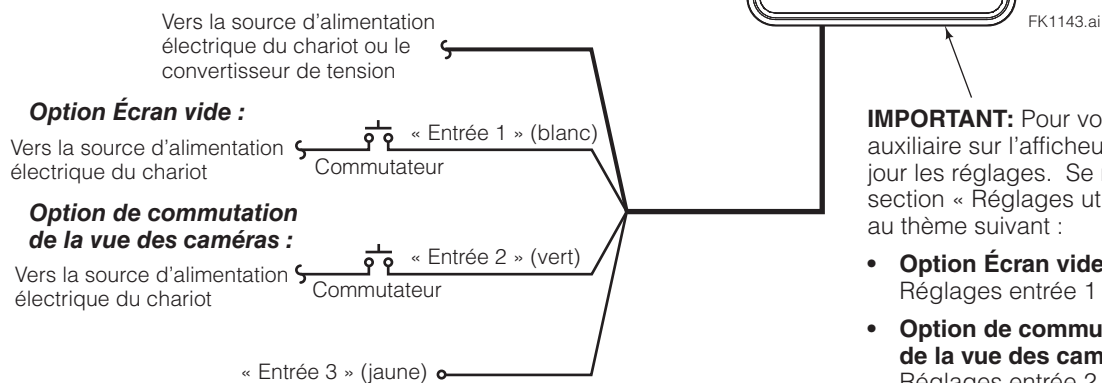 Vers la source d'alimentation
électrique du chariot ou le
convertisseur de tension
FK1143.ai
Option Écran vide :
« Entrée 1 » (blanc)
Vers la source d'alimentation
électrique du chariot
Commutateur
Option de commutation
de la vue des caméras :
« Entrée 2 » (vert)
Vers la source d'alimentation
électrique du chariot
Commutateur
« Entrée 3 » (jaune)
IMPORTANT: Pour
auxiliaire sur l'afficheu
jour les réglages. Se
section « Réglages
au thème suivant :
• Option Écran vide
Réglages entrée 1
• Option de
de la vue des
Réglages entrée 2